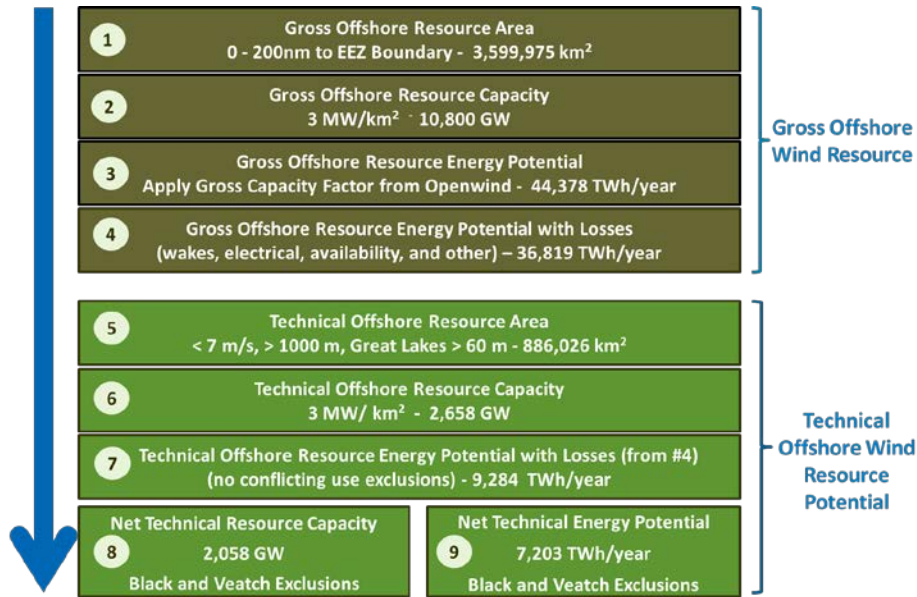 1
Gross Offshore Resource Area
0 - 200nm to EEZ Boundary - 3,599,975 km²
2
Gross Offshore Resource Capacity
3 MW/km² - 10,800 GW
3
Gross Offshore Resource Energy Potential
Apply Gross Capacity Factor from Openwind - 44,378 TWh/year
4
Gross Offshore Resource Energy Potential with Losses
(wakes, electrical, availability, and other) – 36,819 TWh/year
Gross Offshore
Wind Resource
5
Technical Offshore Resource Area
< 7 m/s, > 1000 m, Great Lakes > 60 m - 886,026 km²
6
Technical Offshore Resource Capacity
3 MW/ km² - 2,658 GW
7
Technical Offshore Resource Energy Potential with Losses (from #4)
(no conflicting use exclusions) - 9,284 TWh/year
8
Net Technical Resource Capacity
2,058 GW
Black and Veatch Exclusions
9
Net Technical Energy Potential
7,203 TWh/year
Black and Veatch Exclusions
Technical
Offshore Wind
Resource
Potential